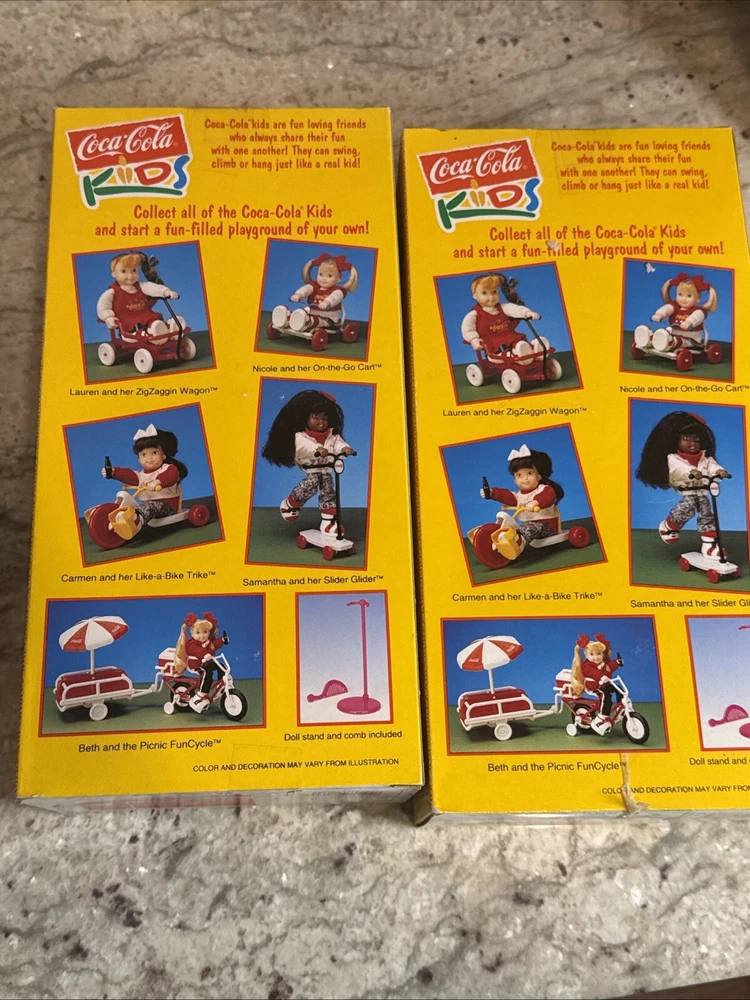 Coca-Cola
KIDS
Coca-Cola® kids are fun loving friends
who always share their fun
with one another! They can swing,
climb or hang just like a real kid!
Collect all of the Coca-Cola® Kids
and start a fun-filled playground of your own!
Lauren and her ZigZaggin Wagon™
Nicole and her On-the-Go Cart™
Carmen and her Like-a-Bike Trike™
Samantha and her Slider Glider™
Beth and the Picnic FunCycle™
Doll stand and comb included
COLOR AND DECORATION MAY VARY FROM ILLUSTRATION
Coca-Cola
KIDS
Coca-Cola® kids are fun loving friends
who always share their fun
with one another! They can swing,
climb or hang just like a real kid!
Collect all of the Coca-Cola® Kids
and start a fun-filled playground of your own!
Lauren and her ZigZaggin Wagon™
Nicole and her On-the-Go Cart™
Carmen and her Like-a-Bike Trike™
Samantha and her Slider Gli
Beth and the Picnic FunCycle™
Doll stand and
COLOR AND DECORATION MAY VARY FROM